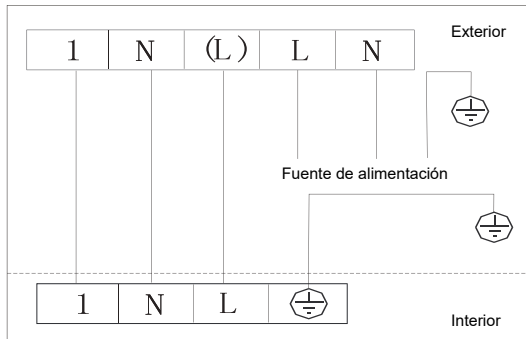 Exterior
1 N (L) L N
Fuente de alimentación
1 N L
Interior